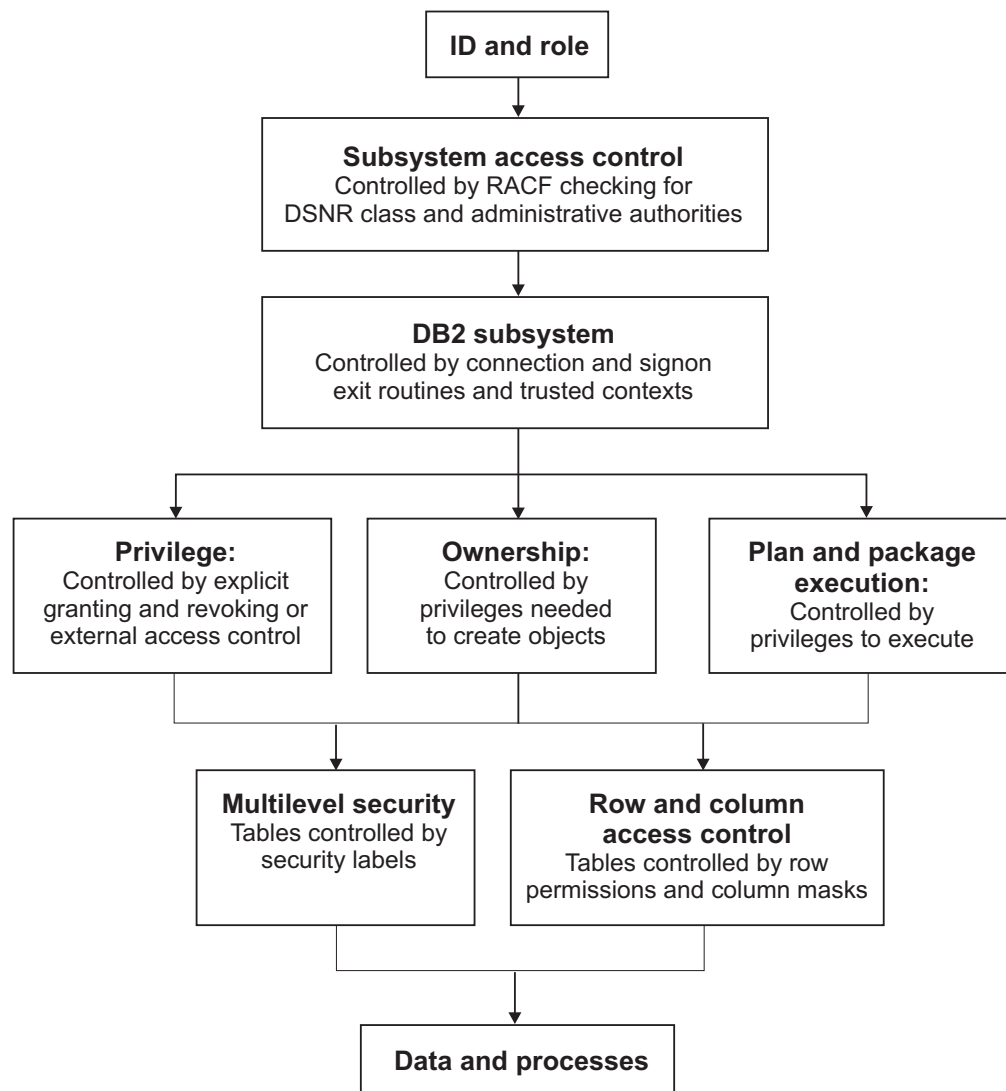 ID and role
Subsystem access control
Controlled by RACF checking for
DSNR class and administrative authorities
DB2 subsystem
Controlled by connection and signon
exit routines and trusted contexts
Privilege:
Controlled by explicit
granting and revoking or
external access control
Ownership:
Controlled by
privileges needed
to create objects
Plan and package
execution:
Controlled by
privileges to execute
Multilevel security
Tables controlled by
security labels
Row and column
access control
Tables controlled by row
permissions and column masks
Data and processes